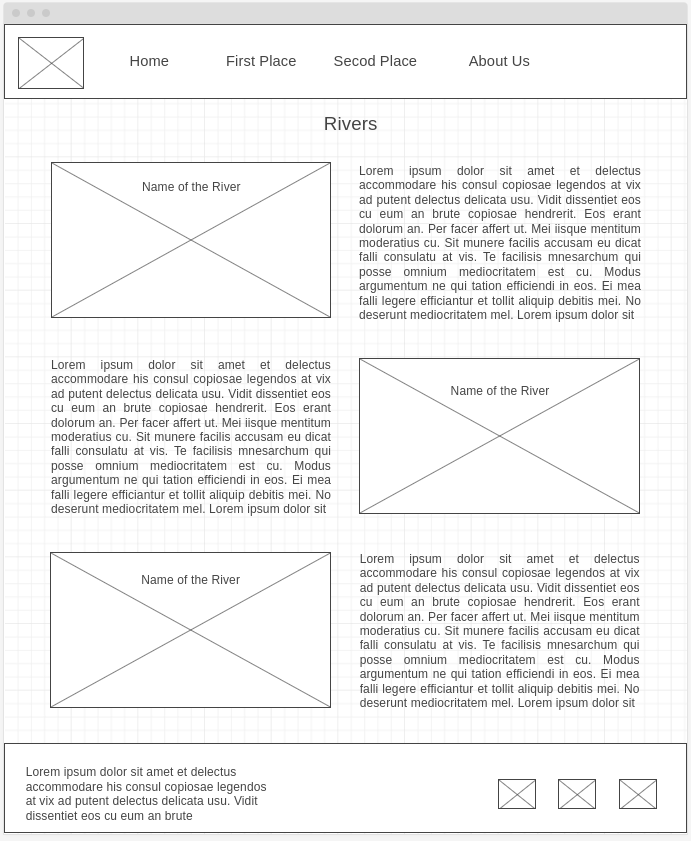 Home First Place Secod Place About Us
Rivers
Name of the River
Lorem ipsum dolor sit amet et delectus
accommodare his consul copiosae legendos at vix
ad putent delectus delicata usu. Vidit dissentiet eos
cu eum an brute copiosae hendrerit. Eos erant
dolorum an. Per facer affert ut. Mei iisque mentitum
moderatius cu. Sit munere facilis accusam eu dicat
falli consulatu at vis. Te facilisis mnesarchum qui
posse omnium mediocritatem est cu. Modus
argumentum ne qui tation efficiendi in eos. Ei mea
falli legere efficiantur et tollit aliquip debitis mei. No
deserunt mediocritatem mel. Lorem ipsum dolor sit
Lorem ipsum dolor sit amet et delectus
accommodare his consul copiosae legendos at vix
ad putent delectus delicata usu. Vidit dissentiet eos
cu eum an brute copiosae hendrerit. Eos erant
dolorum an. Per facer affert ut. Mei iisque mentitum
moderatius cu. Sit munere facilis accusam eu dicat
falli consulatu at vis. Te facilisis mnesarchum qui
posse omnium mediocritatem est cu. Modus
argumentum ne qui tation efficiendi in eos. Ei mea
falli legere efficiantur et tollit aliquip debitis mei. No
deserunt mediocritatem mel. Lorem ipsum dolor sit
Name of the River
Name of the River
Lorem ipsum dolor sit amet et delectus
accommodare his consul copiosae legendos at vix
ad putent delectus delicata usu. Vidit dissentiet eos
cu eum an brute copiosae hendrerit. Eos erant
dolorum an. Per facer affert ut. Mei iisque mentitum
moderatius cu. Sit munere facilis accusam eu dicat
falli consulatu at vis. Te facilisis mnesarchum qui
posse omnium mediocritatem est cu. Modus
argumentum ne qui tation efficiendi in eos. Ei mea
falli legere efficiantur et tollit aliquip debitis mei. No
deserunt mediocritatem mel. Lorem ipsum dolor sit
Lorem ipsum dolor sit amet et delectus
accommodare his consul copiosae legendos
at vix ad putent delectus delicata usu. Vidit
dissentiet eos cu eum an brute